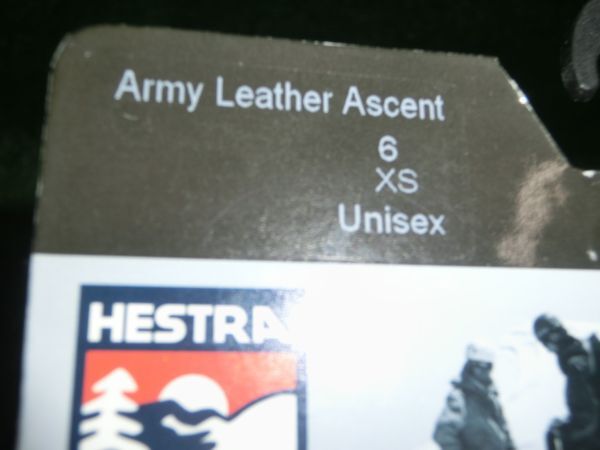 Army Leather Ascent
6
XS
Unisex
HESTRA